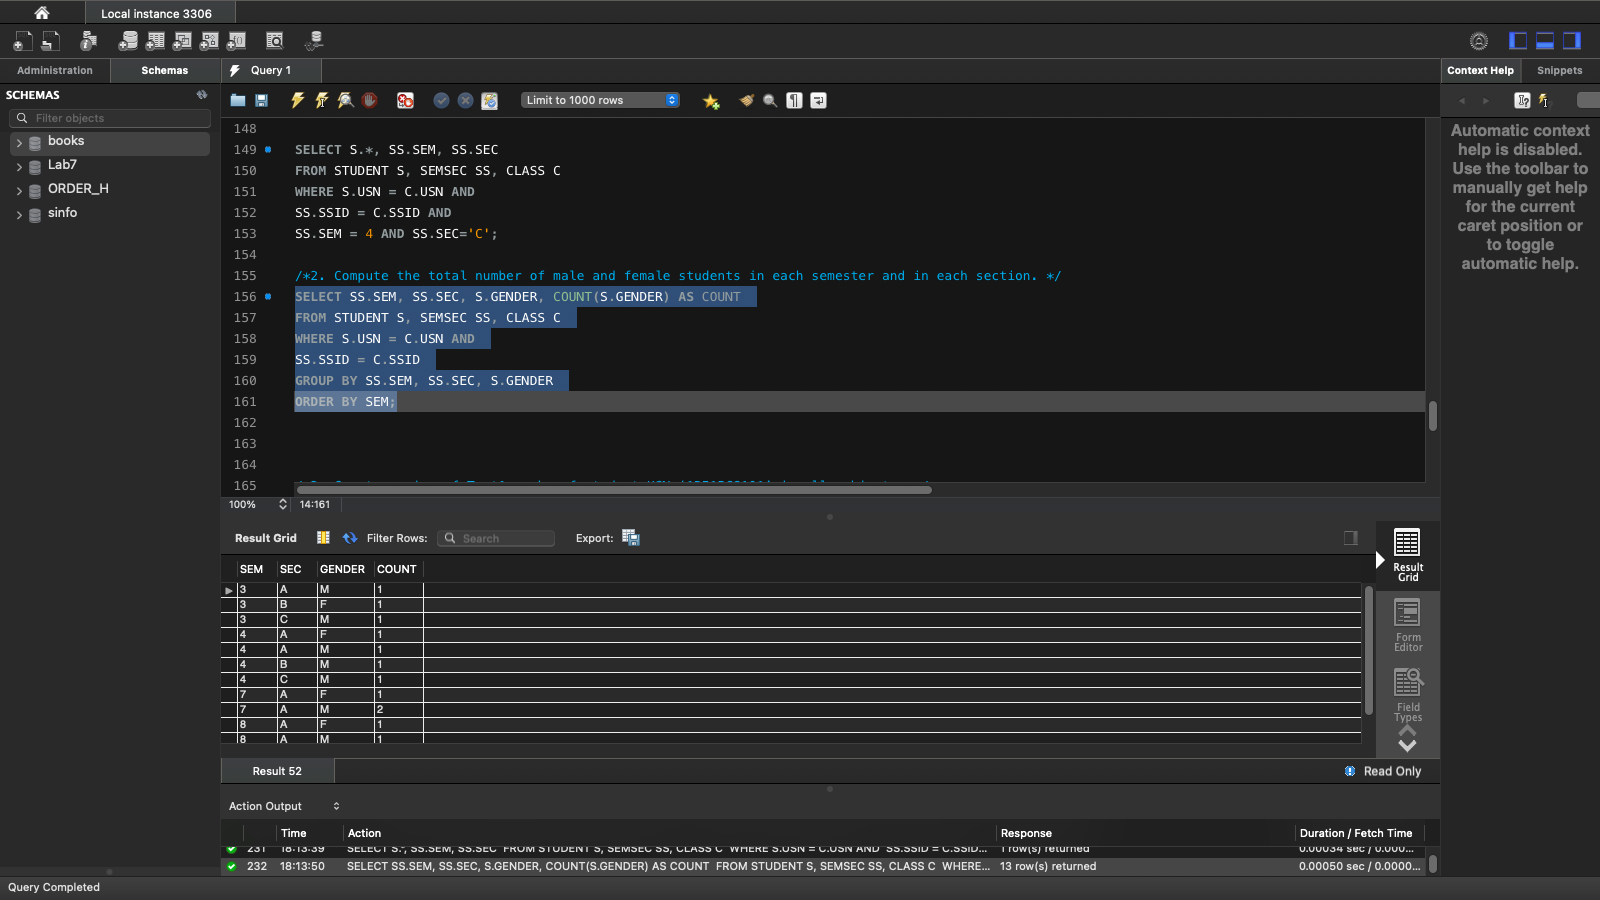 Local instance 3306
Administration
Schemas
Query 1
Context Help
Snippets
SCHEMAS
Filter objects
books
Lab7
ORDER_H
sinfo
Limit to 1000 rows
148
149 SELECT S.*, SS.SEM, SS.SEC
150 FROM STUDENT S, SEMSEC SS, CLASS C
151 WHERE S.USN = C.USN AND
152 SS.SSID = C.SSID AND
153 SS.SEM = 4 AND SS.SEC='C';
154
155 /*2. Compute the total number of male and female students in each semester and in each section. */
156 SELECT SS.SEM, SS.SEC, S.GENDER, COUNT(S.GENDER) AS COUNT
157 FROM STUDENT S, SEMSEC SS, CLASS C
158 WHERE S.USN = C.USN AND
159 SS.SSID = C.SSID
160 GROUP BY SS.SEM, SS.SEC, S.GENDER
161 ORDER BY SEM;
162
163
164
165
Automatic context
help is disabled.
Use the toolbar to
manually get help
for the current
caret position or
to toggle
automatic help.
100% 14:161
Result Grid
Filter Rows:
Search
Export:
SEM SEC GENDER COUNT
3 A M 1
3 B F 1
3 C M 1
4 A F 1
4 A M 1
4 B M 1
4 C M 1
7 A F 1
7 A M 2
8 A F 1
8 A M 1
Result
Grid
Form
Editor
Field
Types
Result 52
Read Only
Action Output
Time Action Response Duration / Fetch Time
231 18:13:39 SELECT S.*, SS.SEM, SS.SEC FROM STUDENT S, SEMSEC SS, CLASS C WHERE S.USN = C.USN AND SS.SSID = C.SSID... 1 row(s) returned 0.00034 sec / 0.000...
232 18:13:50 SELECT SS.SEM, SS.SEC, S.GENDER, COUNT(S.GENDER) AS COUNT FROM STUDENT S, SEMSEC SS, CLASS C WHERE... 13 row(s) returned 0.00050 sec / 0.0000...
Query Completed